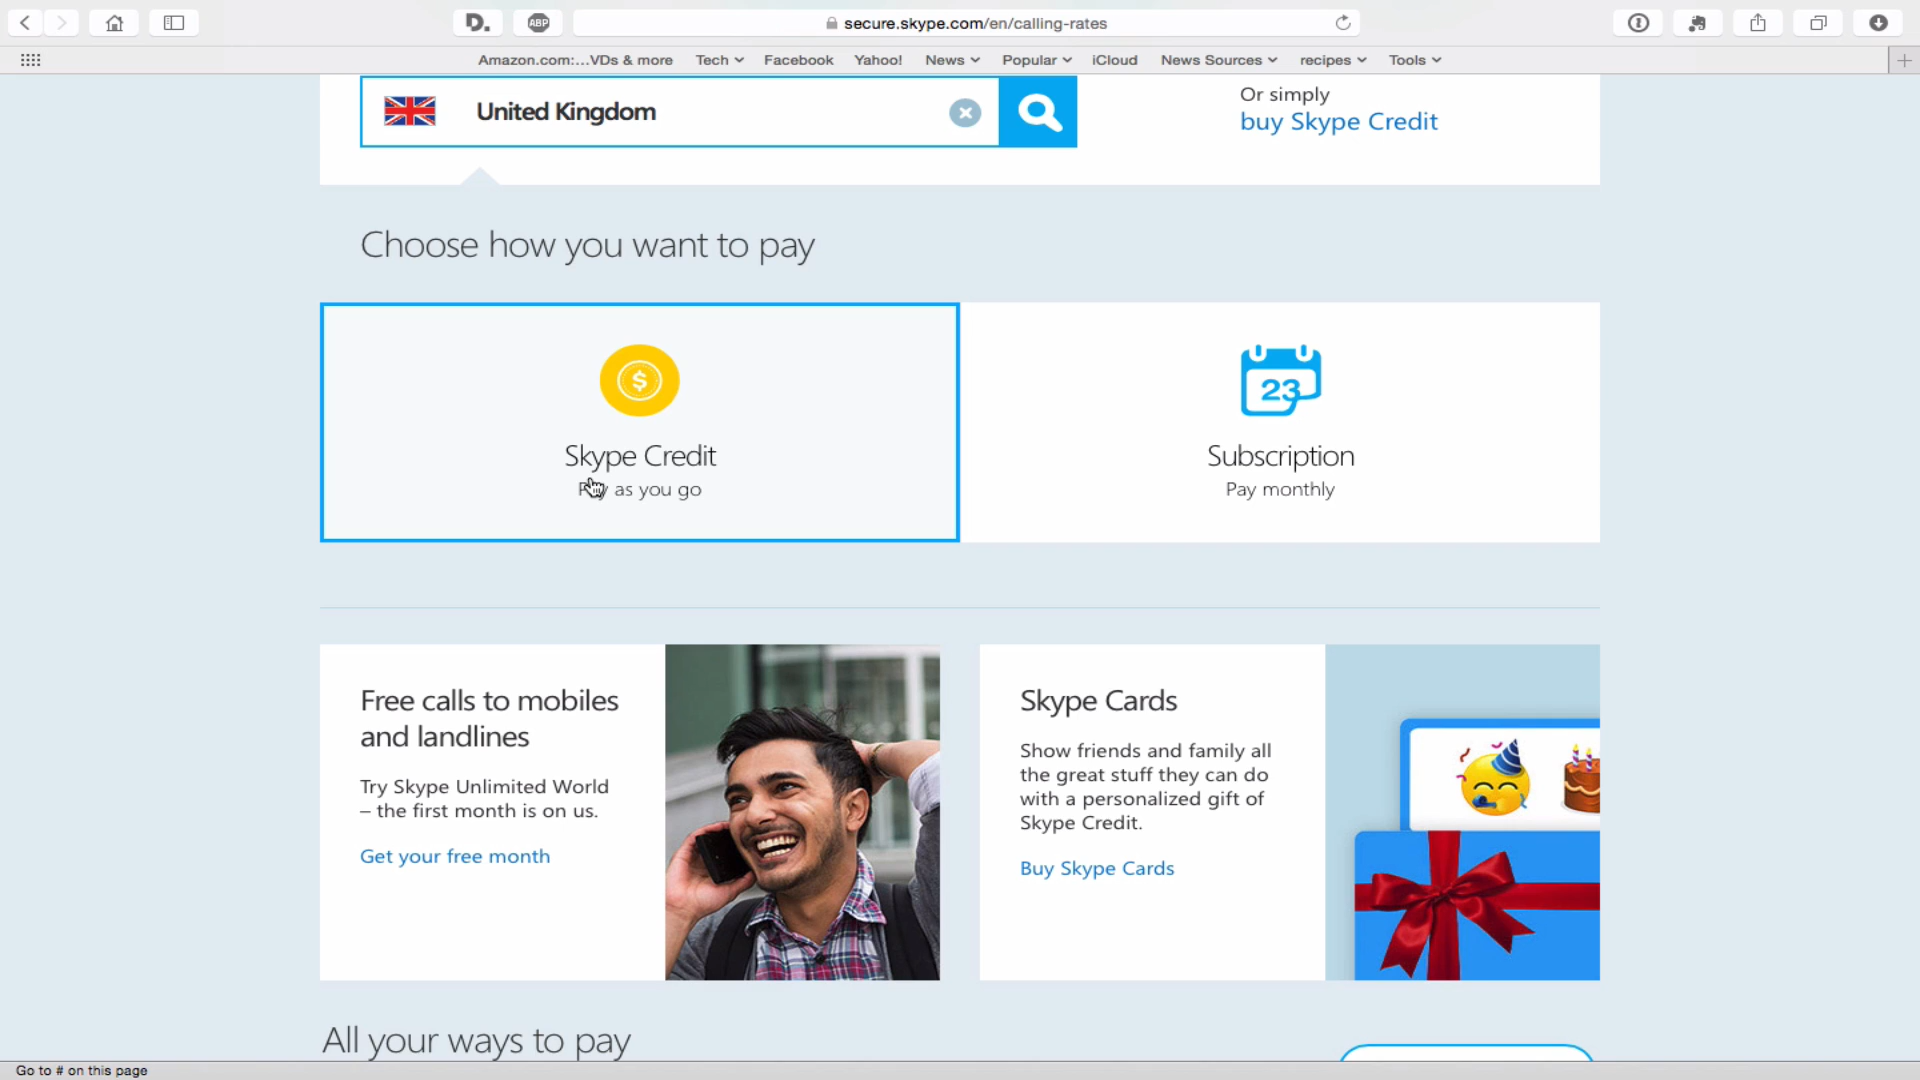 D.
ABP
secure.skype.com/en/calling-rates
Amazon.com:...VDs & more Tech Facebook Yahoo! News Popular iCloud News Sources recipes Tools
United Kingdom
Or simply
buy Skype Credit
Choose how you want to pay
$
Skype Credit
Pay as you go
23
Subscription
Pay monthly
Free calls to mobiles
and landlines
Try Skype Unlimited World
– the first month is on us.
Get your free month
Skype Cards
Show friends and family all
the great stuff they can do
with a personalized gift of
Skype Credit.
Buy Skype Cards
All your ways to pay
Go to # on this page